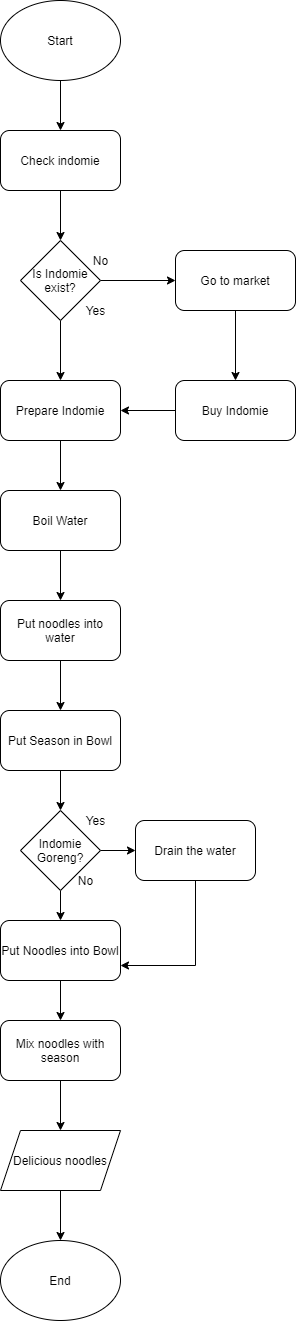 Start
Check indomie
Is Indomie
exist?
No
Yes
Go to market
Prepare Indomie
Buy Indomie
Boil Water
Put noodles into
water
Put Season in Bowl
Indomie
Goreng?
Yes
No
Drain the water
Put Noodles into Bowl
Mix noodles with
season
Delicious noodles
End